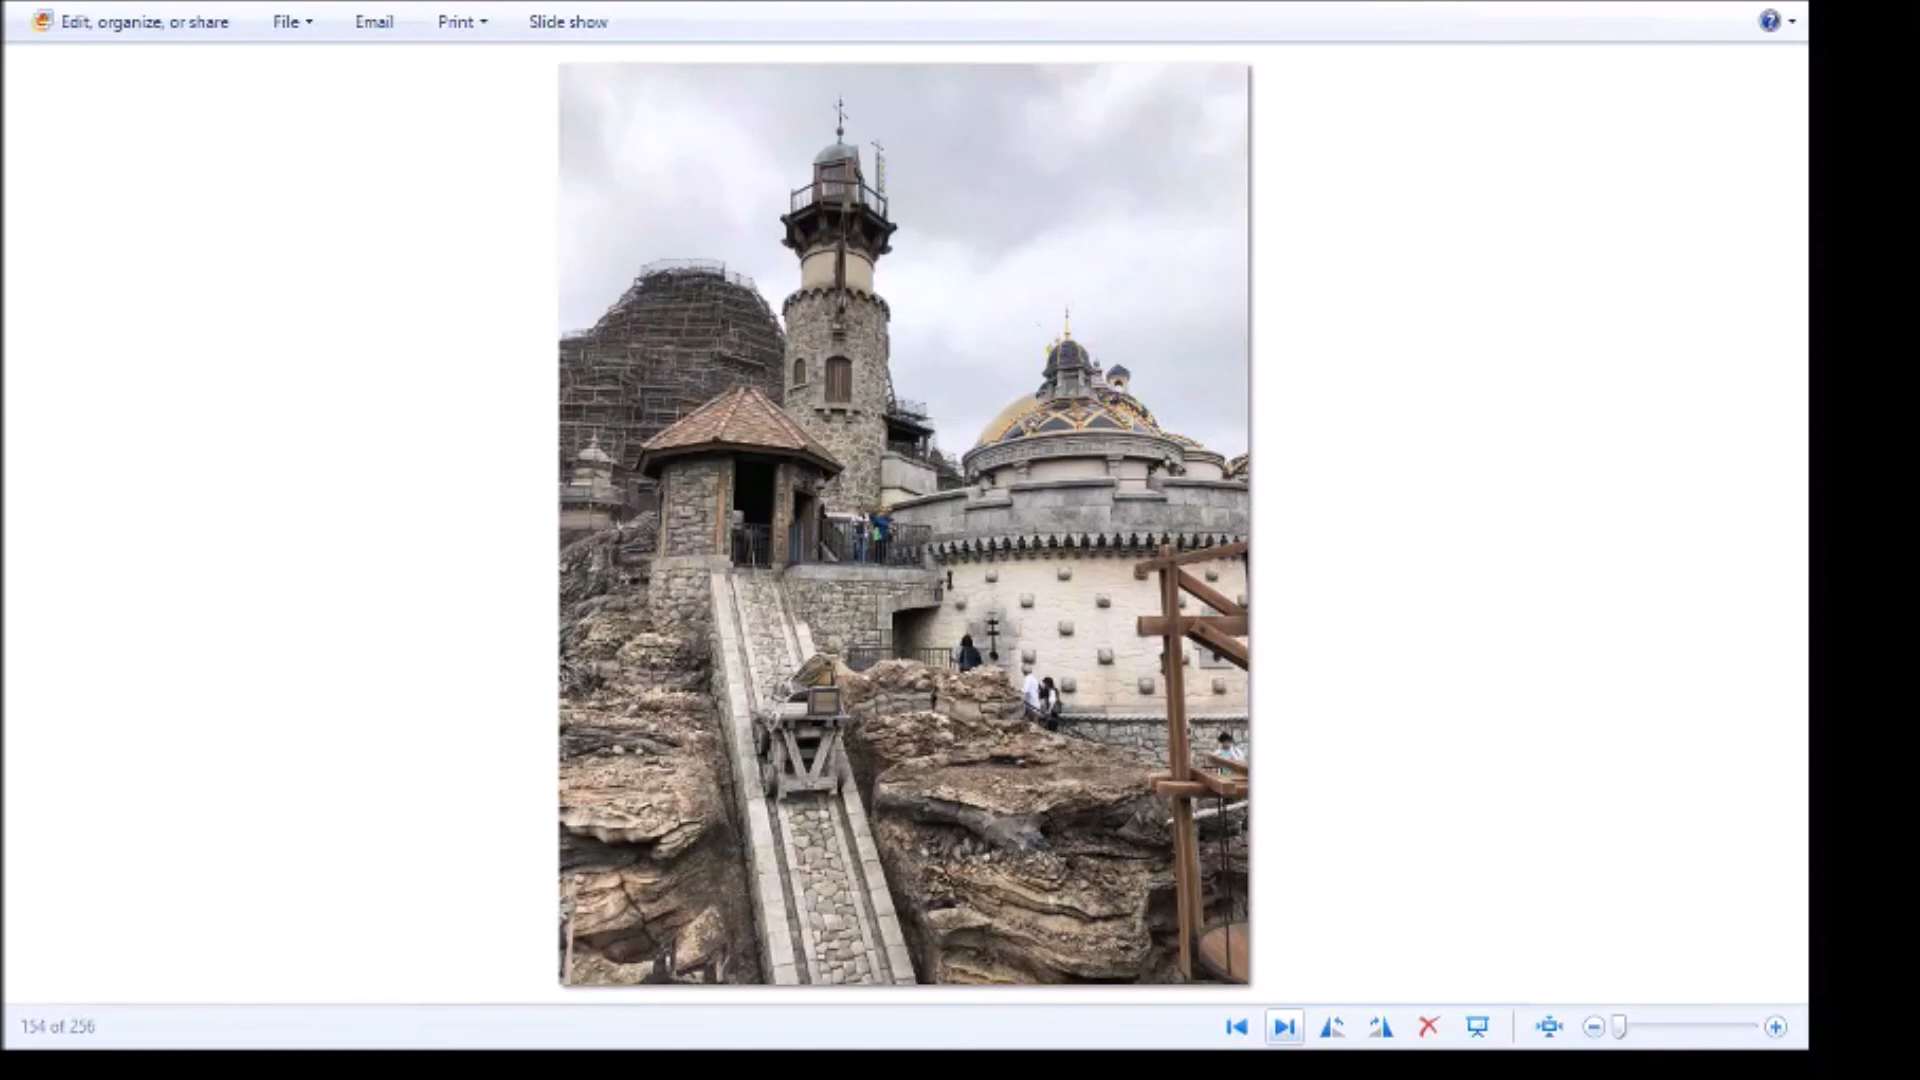 Edit, organize, or share File Email Print Slide show
154 of 256